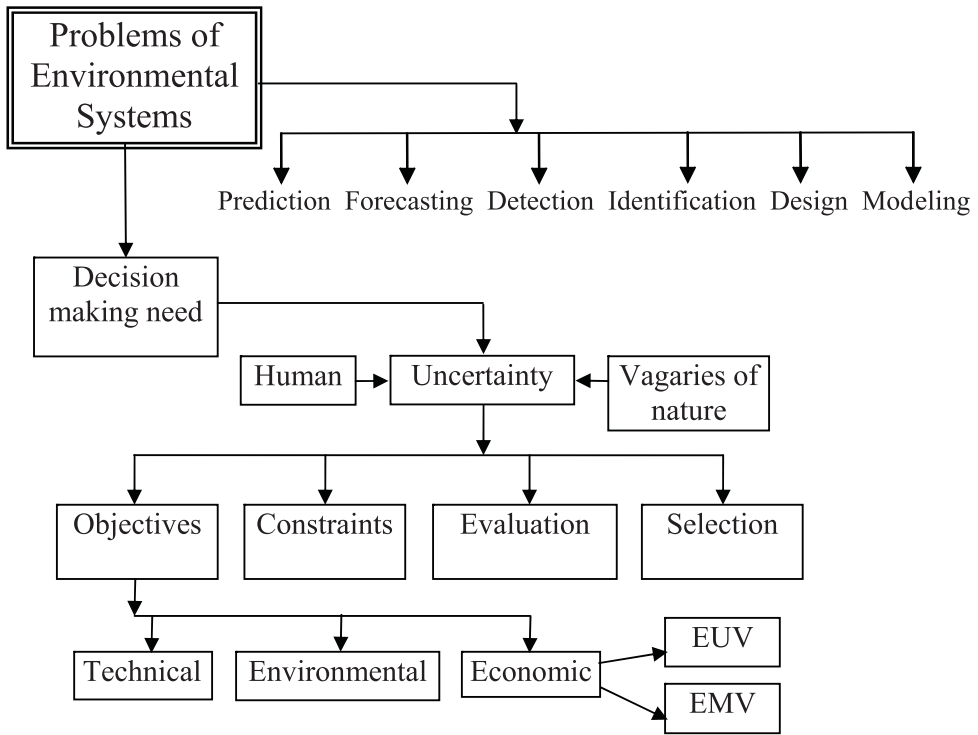 Problems of
Environmental
Systems
Prediction Forecasting Detection Identification Design Modeling
Decision
making need
Human
Uncertainty
Vagaries of
nature
Objectives
Constraints
Evaluation
Selection
Technical
Environmental
Economic
EUV
EMV